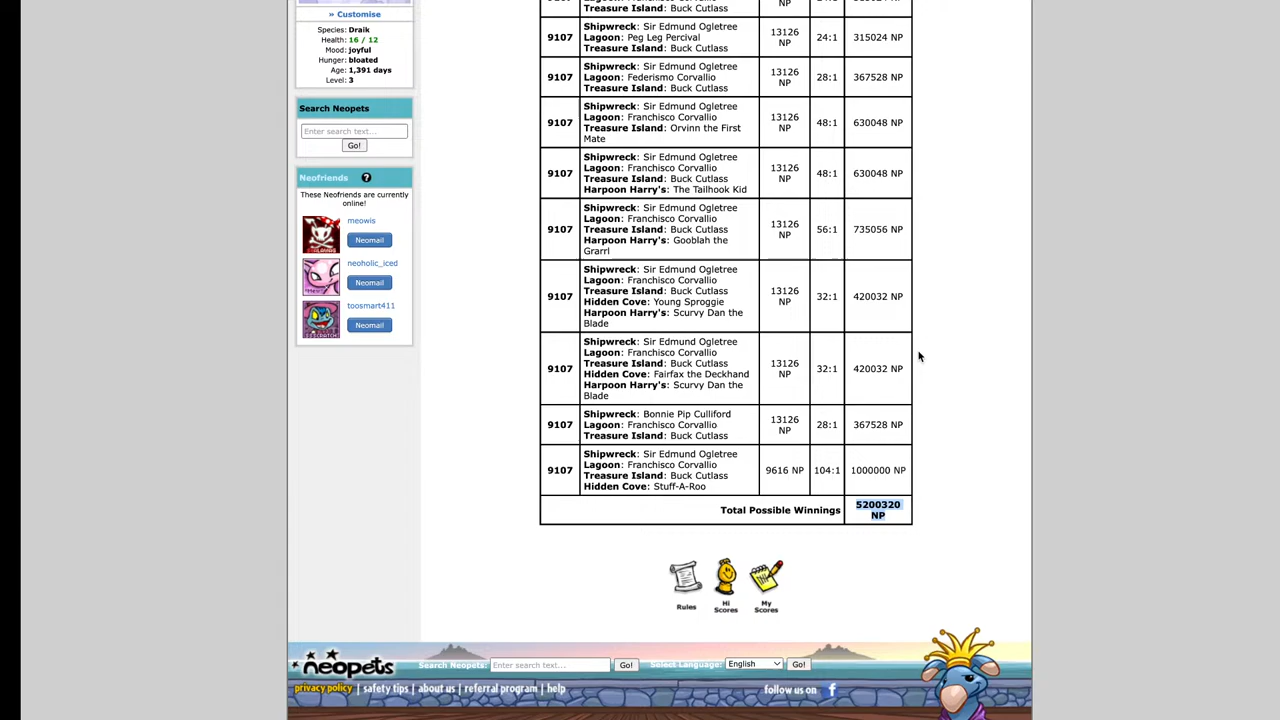 » Customise
Species: Draik
Health: 16 / 12
Mood: joyful
Hunger: bloated
Age: 1,391 days
Level: 3
Search Neopets
Enter search text...
Go!
Neofriends ?
These Neofriends are currently
online!
meowis
Neomail
neoholic_iced
Neomail
toosmart411
Neomail
Treasure Island: Buck Cutlass
NP
9107
Shipwreck: Sir Edmund Ogletree
Lagoon: Peg Leg Percival
Treasure Island: Buck Cutlass
13126
NP
24:1
315024 NP
9107
Shipwreck: Sir Edmund Ogletree
Lagoon: Federismo Corvallio
Treasure Island: Buck Cutlass
13126
NP
28:1
367528 NP
9107
Shipwreck: Sir Edmund Ogletree
Lagoon: Franchisco Corvallio
Treasure Island: Orvinn the First
Mate
13126
NP
48:1
630048 NP
9107
Shipwreck: Sir Edmund Ogletree
Lagoon: Franchisco Corvallio
Treasure Island: Buck Cutlass
Harpoon Harry's: The Tailhook Kid
13126
NP
48:1
630048 NP
9107
Shipwreck: Sir Edmund Ogletree
Lagoon: Franchisco Corvallio
Treasure Island: Buck Cutlass
Harpoon Harry's: Gooblah the
Grarrl
13126
NP
56:1
735056 NP
9107
Shipwreck: Sir Edmund Ogletree
Lagoon: Franchisco Corvallio
Treasure Island: Buck Cutlass
Hidden Cove: Young Sproggie
Harpoon Harry's: Scurvy Dan the
Blade
13126
NP
32:1
420032 NP
9107
Shipwreck: Sir Edmund Ogletree
Lagoon: Franchisco Corvallio
Treasure Island: Buck Cutlass
Hidden Cove: Fairfax the Deckhand
Harpoon Harry's: Scurvy Dan the
Blade
13126
NP
32:1
420032 NP
9107
Shipwreck: Bonnie Pip Culliford
Lagoon: Franchisco Corvallio
Treasure Island: Buck Cutlass
13126
NP
28:1
367528 NP
9107
Shipwreck: Sir Edmund Ogletree
Lagoon: Franchisco Corvallio
Treasure Island: Buck Cutlass
Hidden Cove: Stuff-A-Roo
9616 NP
104:1
1000000 NP
Total Possible Winnings
5200320
NP
Rules
Hi
Scores
My
Scores
neopets
Search Neopets: Enter search text... Go! Select Language: English Go!
privacy policy | safety tips | about us | referral program | help
follow us on f